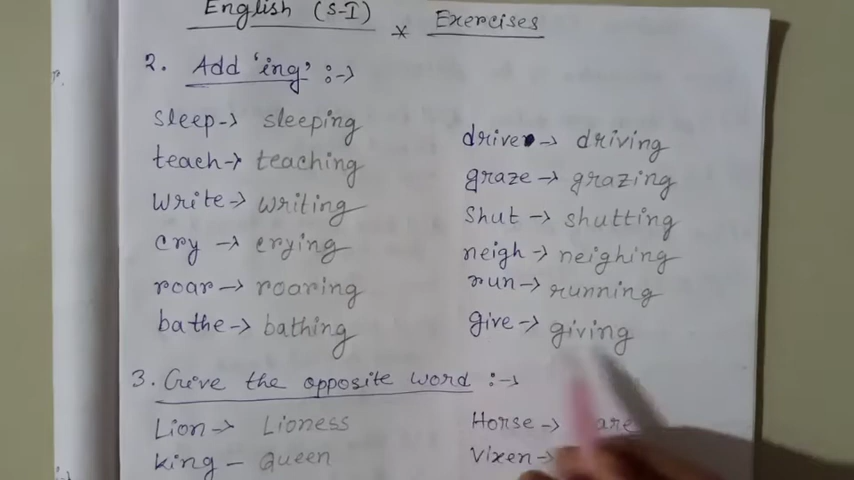 English (S-I)
* Exercises
2. Add 'ing' :->
sleep -> sleeping
teach -> teaching
write -> writing
cry -> crying
roar -> roaring
bathe -> bathing
drive -> driving
graze -> grazing
shut -> shutting
neigh -> neighing
run -> running
give -> giving
3. Give the opposite word :->
Lion -> Lioness
King - Queen
Horse ->
Vixen ->